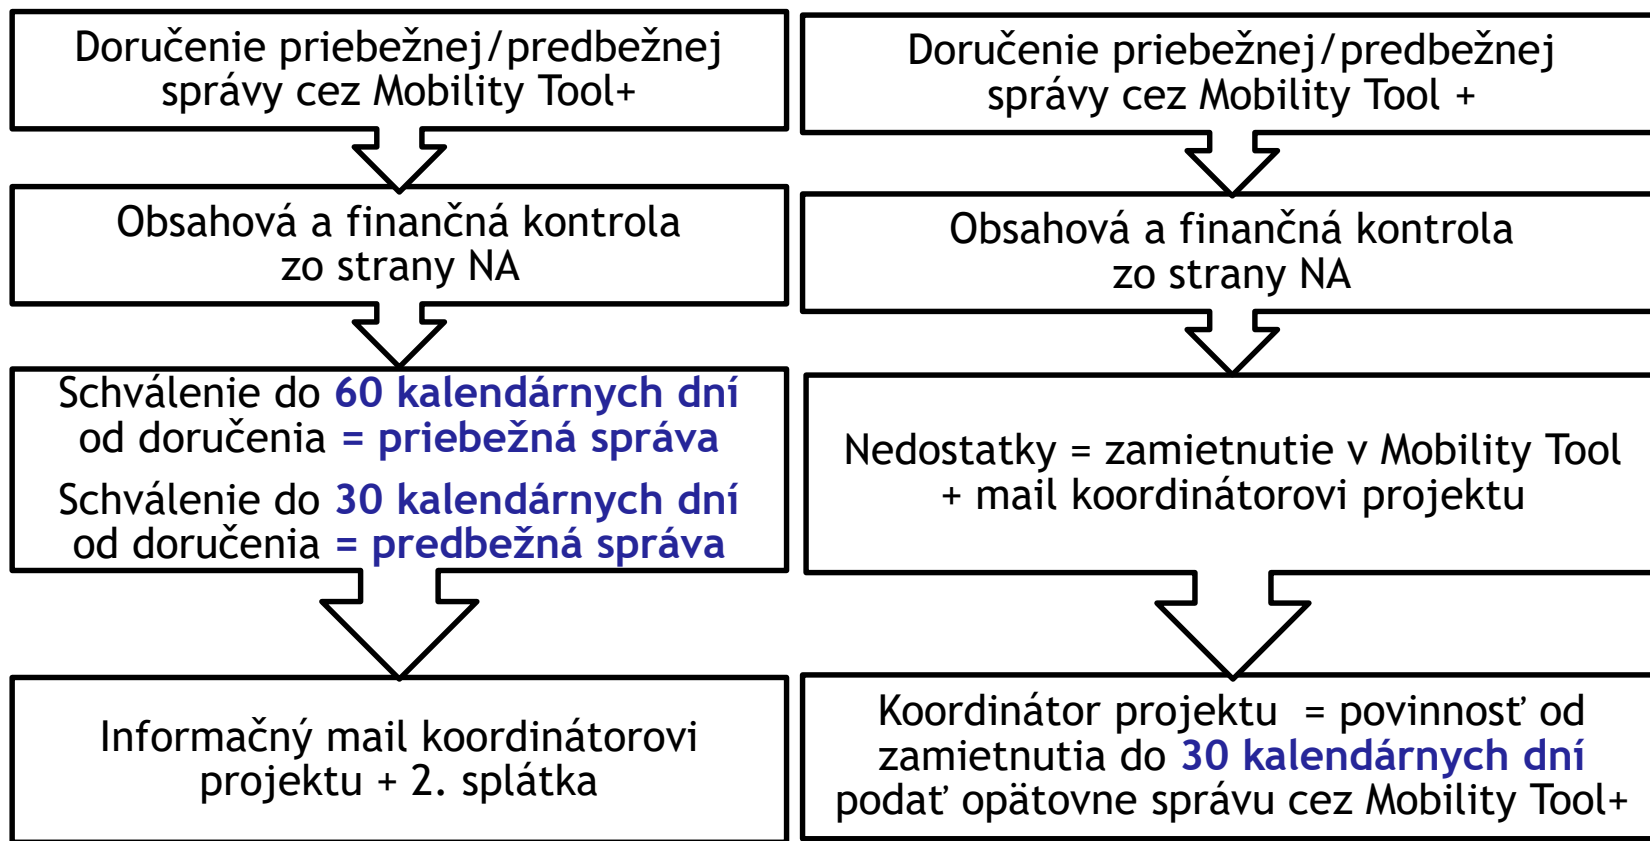 Doručenie priebežnej/predbežnej
správy cez Mobility Tool+
Obsahová a finančná kontrola
zo strany NA
Schválenie do 60 kalendárnych dní
od doručenia = priebežná správa
Schválenie do 30 kalendárnych dní
od doručenia = predbežná správa
Informačný mail koordinátorovi
projektu + 2. splátka
Doručenie priebežnej/predbežnej
správy cez Mobility Tool +
Obsahová a finančná kontrola
zo strany NA
Nedostatky = zamietnutie v Mobility Tool
+ mail koordinátorovi projektu
Koordinátor projektu = povinnosť od
zamietnutia do 30 kalendárnych dní
podať opätovne správu cez Mobility Tool+